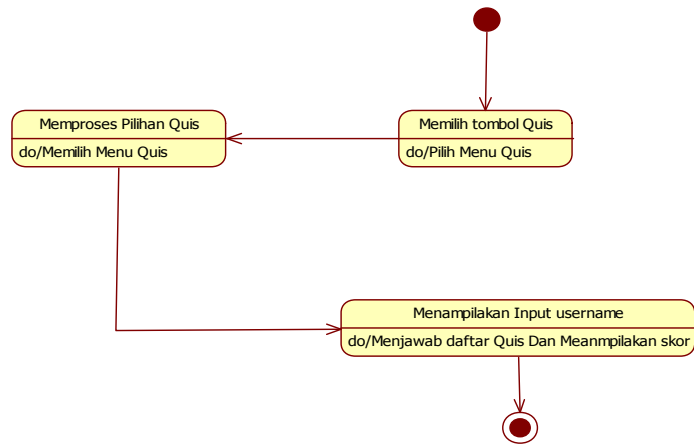 Memilih tombol Quis
do/Pilih Menu Quis
Memproses Pilihan Quis
do/Memilih Menu Quis
Menampilakan Input username
do/Menjawab daftar Quis Dan Meanmpilakan skor